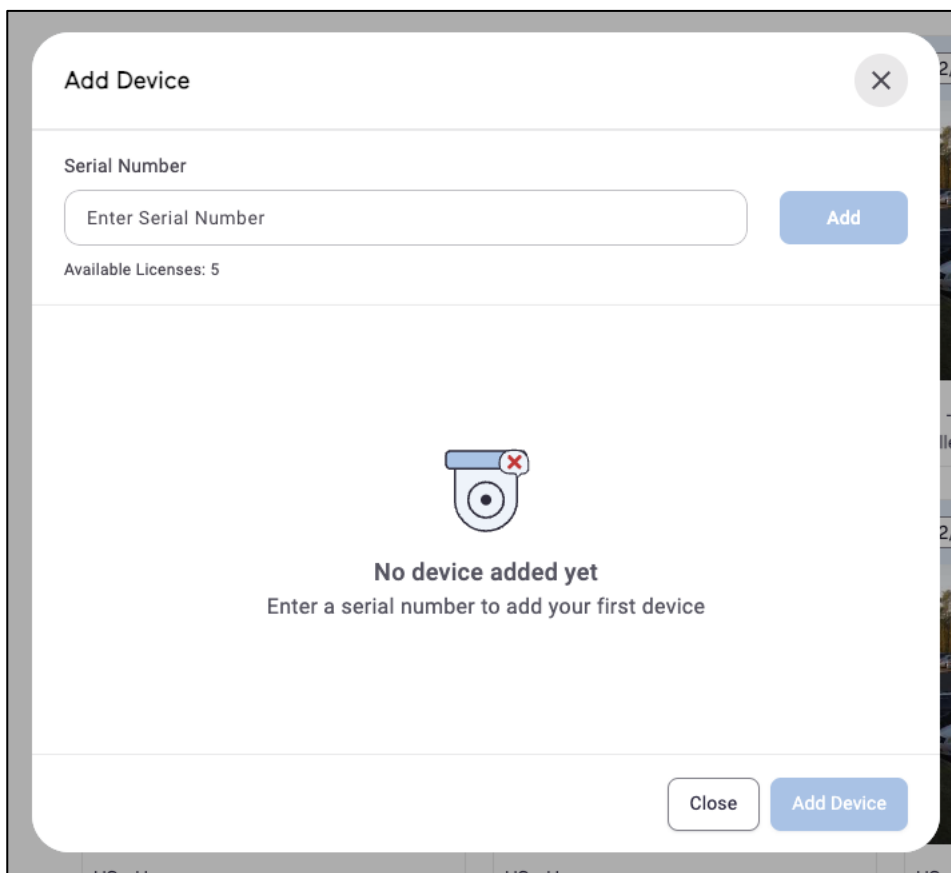 Add Device
Serial Number
Enter Serial Number
Add
Available Licenses: 5
No device added yet
Enter a serial number to add your first device
Close
Add Device